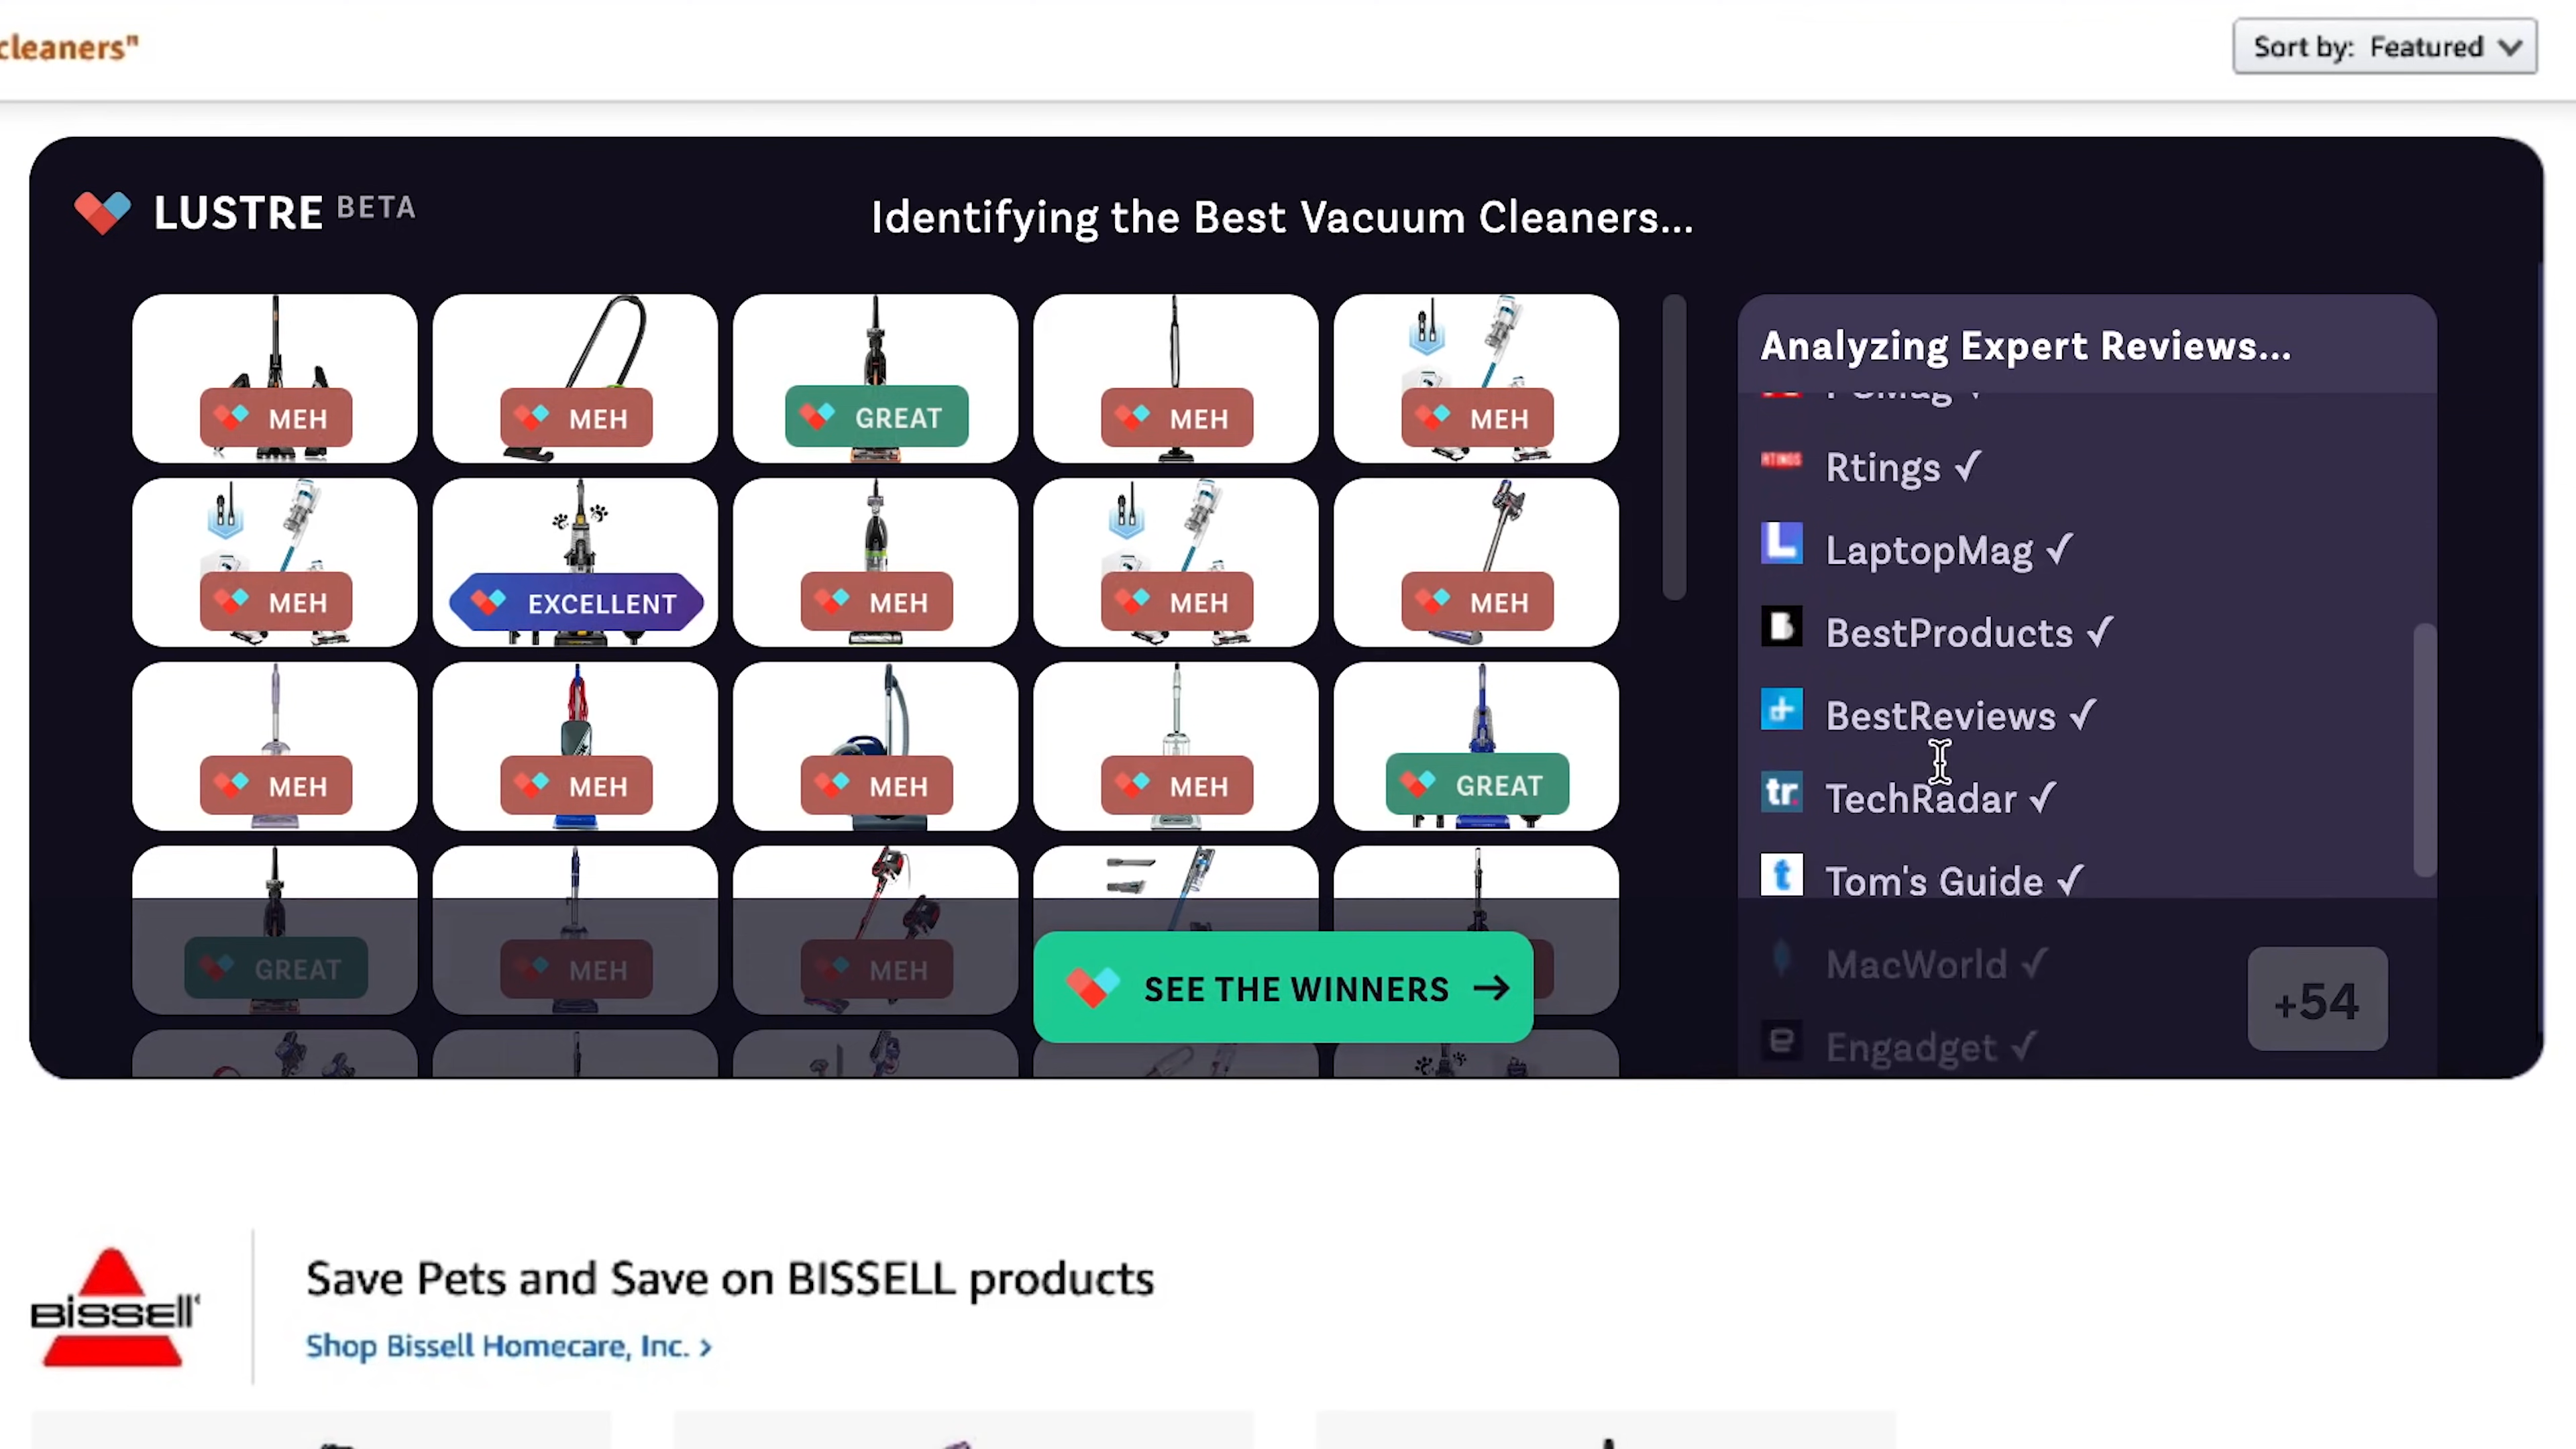 cleaners"
Sort by: Featured
LUSTRE BETA
Identifying the Best Vacuum Cleaners...
MEH
MEH
GREAT
MEH
MEH
MEH
EXCELLENT
MEH
MEH
MEH
MEH
MEH
MEH
MEH
GREAT
GREAT
MEH
MEH
SEE THE WINNERS →
Analyzing Expert Reviews...
PCMag ✓
RTINGS
Rtings ✓
L
LaptopMag ✓
B
BestProducts ✓
BestReviews ✓
tr.
TechRadar ✓
t
Tom's Guide ✓
MacWorld ✓
e
Engadget ✓
+54
BISSELL
Save Pets and Save on BISSELL products
Shop Bissell Homecare, Inc. ›